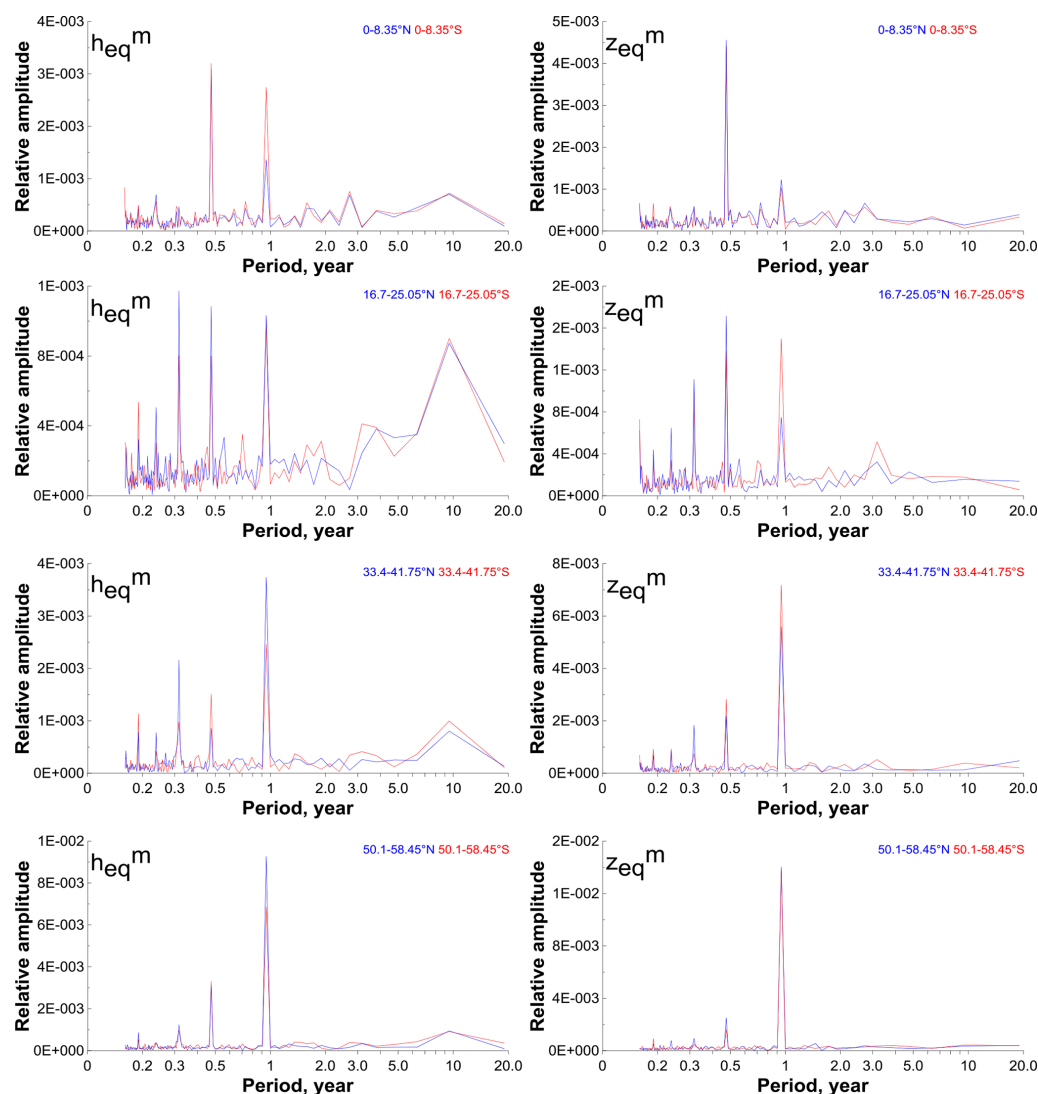 4E-003
h_eq^m
0-8.35°N 0-8.35°S
3E-003
2E-003
1E-003
0E+000
Relative amplitude
0 0.2 0.3 0.5 1 2.0 3.0 5.0 10 20.0
Period, year
5E-003
z_eq^m
0-8.35°N 0-8.35°S
4E-003
3E-003
2E-003
1E-003
0E+000
Relative amplitude
0 0.2 0.3 0.5 1 2.0 3.0 5.0 10 20.0
Period, year
1E-003
h_eq^m
16.7-25.05°N 16.7-25.05°S
8E-004
4E-004
0E+000
Relative amplitude
0 0.2 0.3 0.5 1 2.0 3.0 5.0 10 20.0
Period, year
2E-003
z_eq^m
16.7-25.05°N 16.7-25.05°S
2E-003
1E-003
8E-004
4E-004
0E+000
Relative amplitude
0 0.2 0.3 0.5 1 2.0 3.0 5.0 10 20.0
Period, year
4E-003
h_eq^m
33.4-41.75°N 33.4-41.75°S
3E-003
2E-003
1E-003
0E+000
Relative amplitude
0 0.2 0.3 0.5 1 2.0 3.0 5.0 10 20.0
Period, year
8E-003
z_eq^m
33.4-41.75°N 33.4-41.75°S
6E-003
4E-003
2E-003
0E+000
Relative amplitude
0 0.2 0.3 0.5 1 2.0 3.0 5.0 10 20.0
Period, year
1E-002
h_eq^m
50.1-58.45°N 50.1-58.45°S
8E-003
6E-003
4E-003
2E-003
0E+000
Relative amplitude
0 0.2 0.3 0.5 1 2.0 3.0 5.0 10 20.0
Period, year
2E-002
z_eq^m
50.1-58.45°N 50.1-58.45°S
1E-002
8E-003
4E-003
0E+000
Relative amplitude
0 0.2 0.3 0.5 1 2.0 3.0 5.0 10 20.0
Period, year